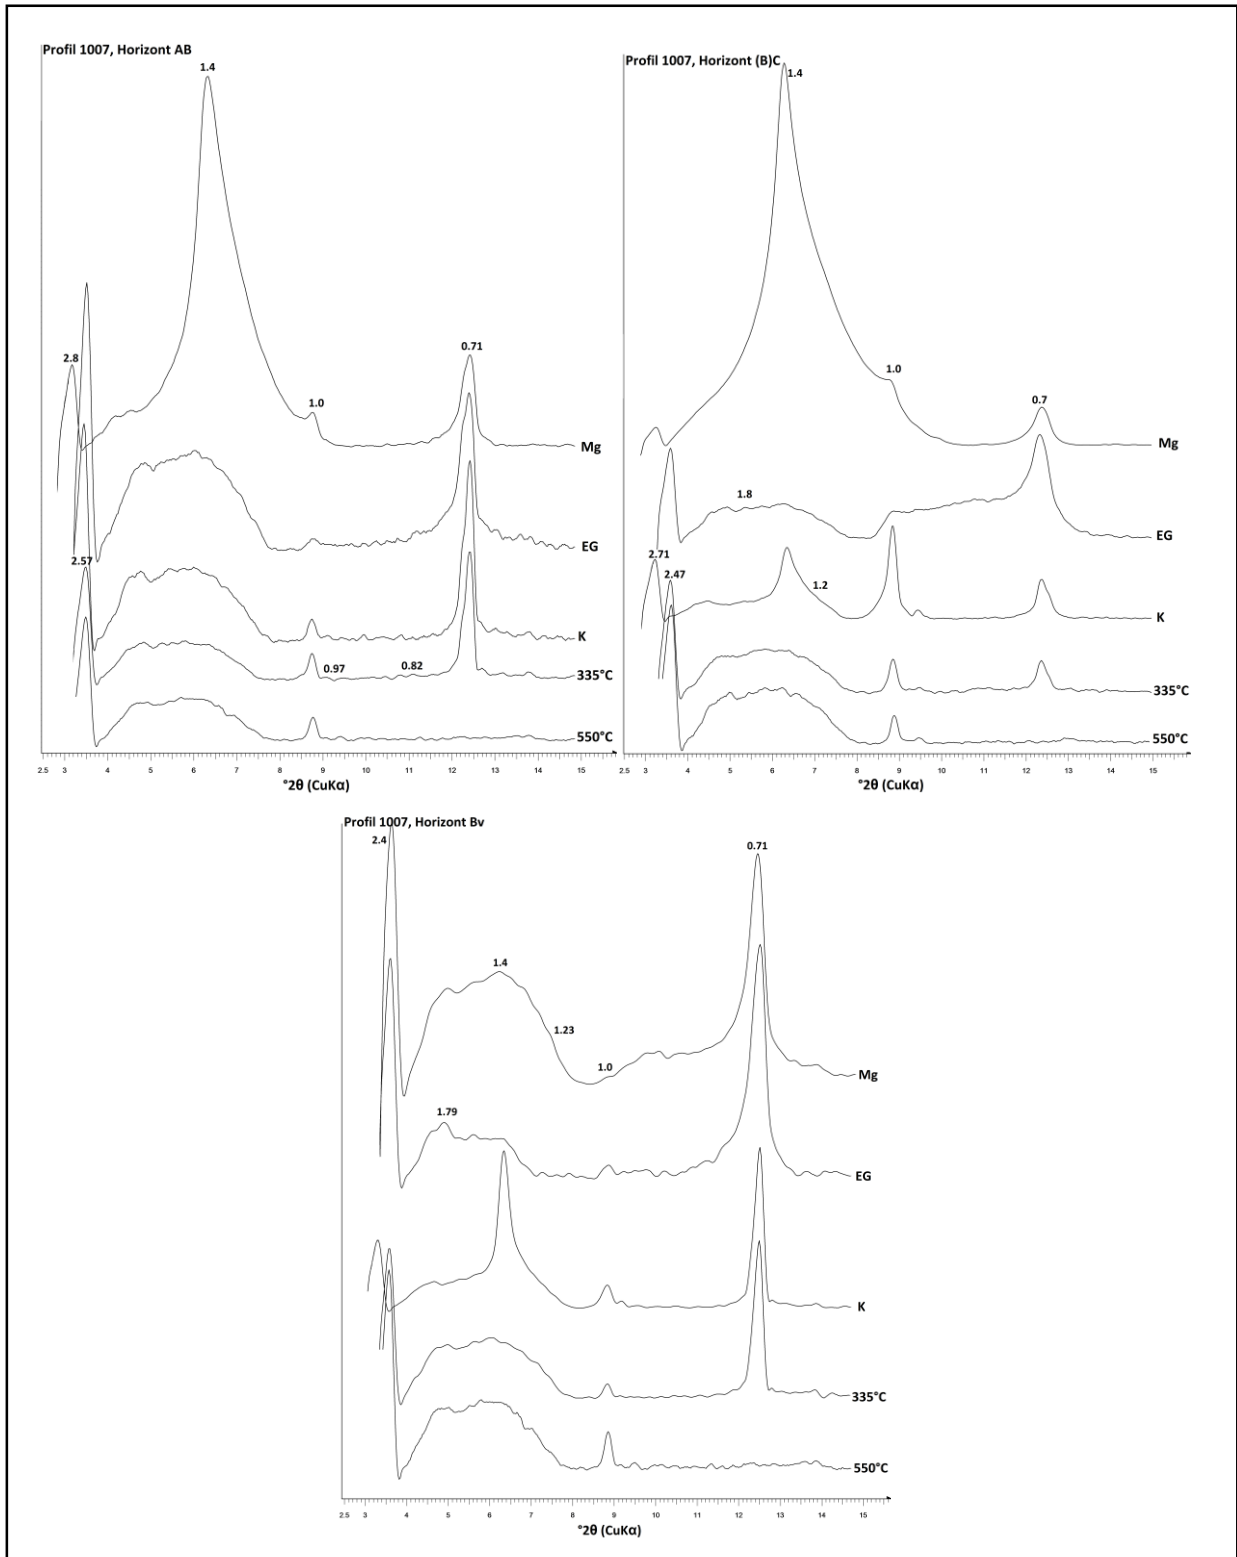 Profil 1007, Horizont AB
1.4
2.8
1.0
0.71
Mg
EG
2.57
K
0.97
0.82
335°C
550°C
2.5 3 4 5 6 7 8 9 10 11 12 13 14 15
°2θ (CuKα)
Profil 1007, Horizont (B)C
1.4
1.0
0.7
Mg
1.8
EG
2.71
2.47
1.2
K
335°C
550°C
2.5 3 4 5 6 7 8 9 10 11 12 13 14 15
°2θ (CuKα)
Profil 1007, Horizont Bv
2.4
0.71
1.4
1.23
1.0
Mg
1.79
EG
K
335°C
550°C
2.5 3 4 5 6 7 8 9 10 11 12 13 14 15
°2θ (CuKα)